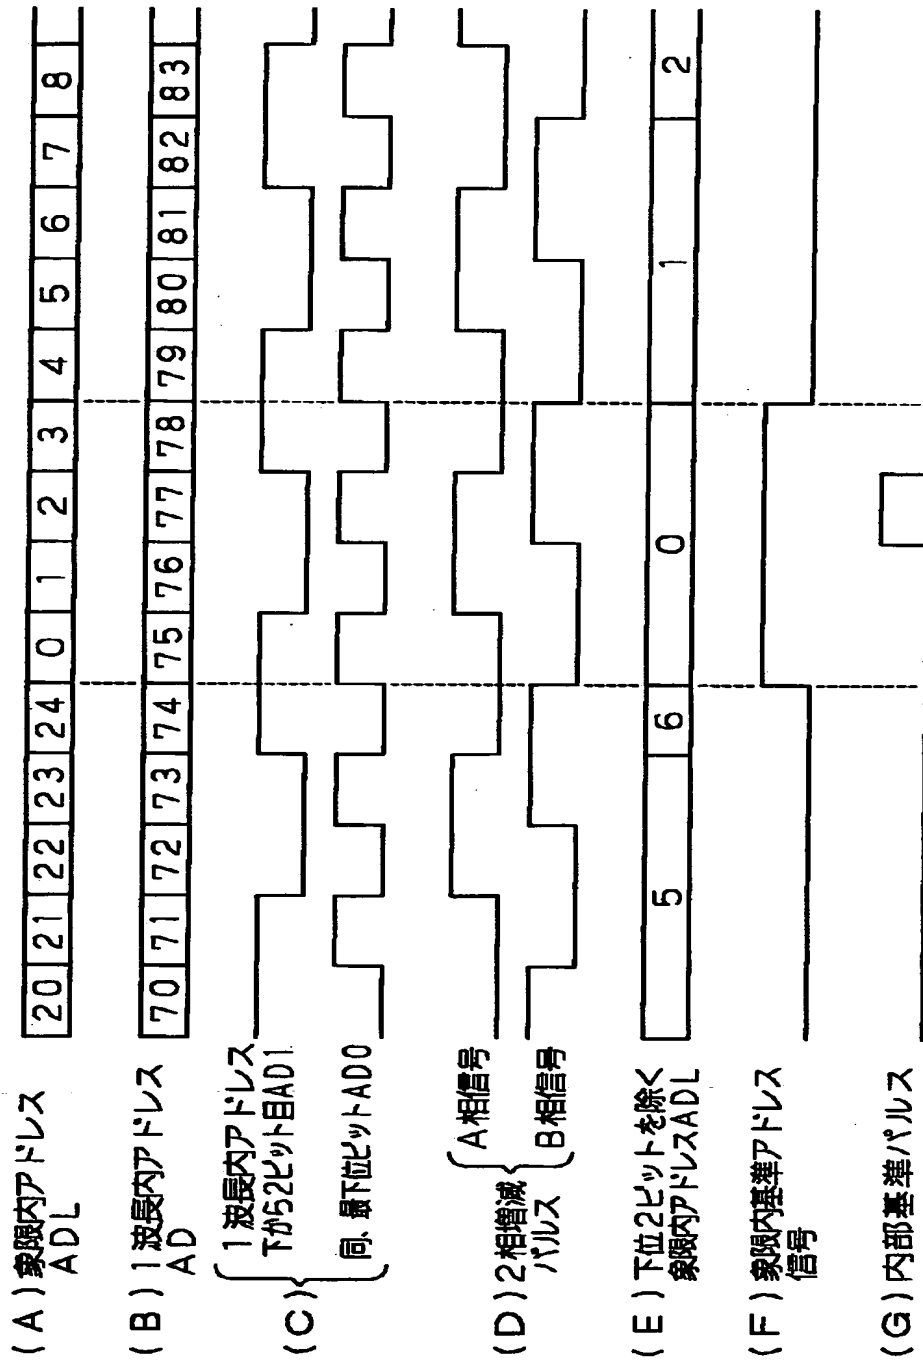 (A) 象限内アドレス
ADL
20 21 22 23 24 0 1 2 3 4 5 6 7 8
(B) 1波長内アドレス
AD
70 71 72 73 74 75 76 77 78 79 80 81 82 83
(C)
1波長内アドレス
下から2ビット目AD1
同、最下位ビットAD0
(D) 2相増減
パルス
A相信号
B相信号
(E) 下位2ビットを除く
象限内アドレスADL
5 6 0 1 2
(F) 象限内基準アドレス
信号
(G) 内部基準パルス